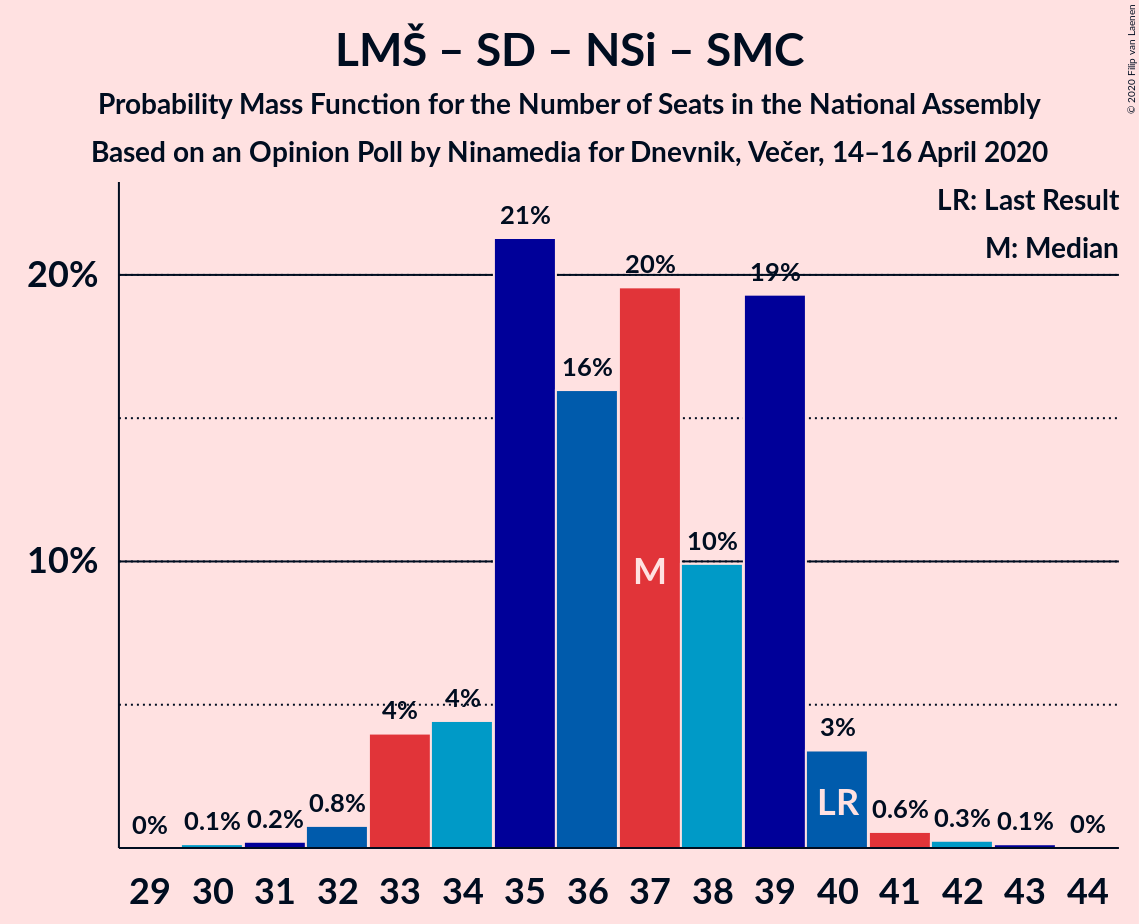 LMŠ – SD – NSi – SMC
Probability Mass Function for the Number of Seats in the National Assembly
Based on an Opinion Poll by Ninamedia for Dnevnik, Večer, 14–16 April 2020
© 2020 Filip van Laenen
LR: Last Result
M: Median
20%
10%
0%
0.1%
0.2%
0.8%
4%
4%
21%
16%
20%
10%
19%
3%
0.6%
0.3%
0.1%
0%
M
LR
29 30 31 32 33 34 35 36 37 38 39 40 41 42 43 44